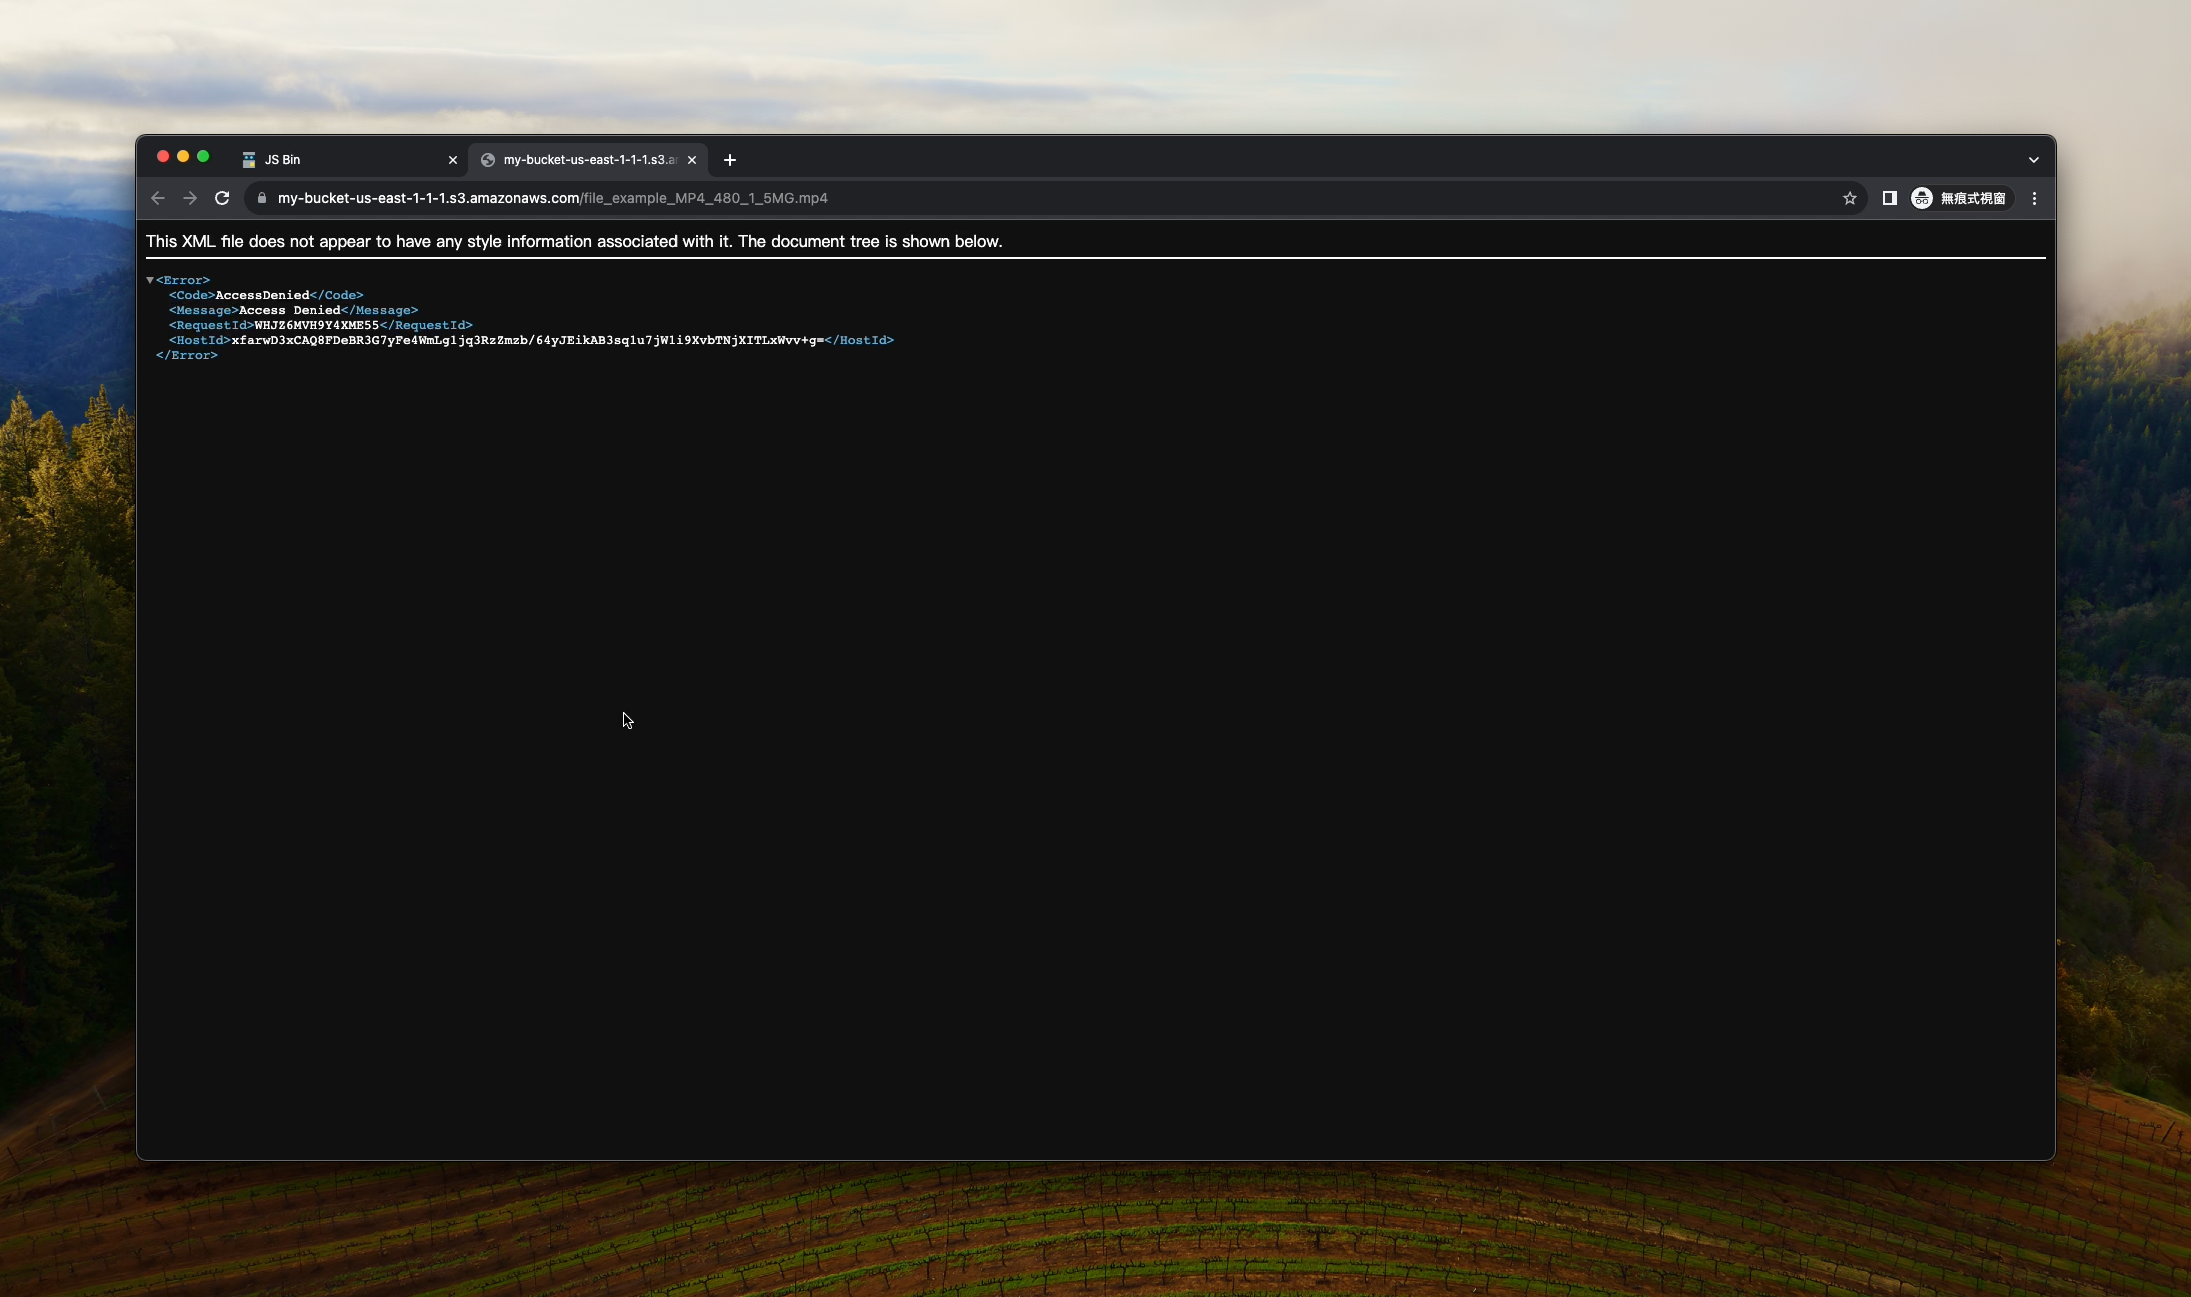 JS Bin
my-bucket-us-east-1-1-1.s3.a
my-bucket-us-east-1-1-1.s3.amazonaws.com/file_example_MP4_480_1_5MG.mp4
無痕式視窗
This XML file does not appear to have any style information associated with it. The document tree is shown below.
<Error>
<Code>AccessDenied</Code>
<Message>Access Denied</Message>
<RequestId>WHJZ6MVH9Y4XME55</RequestId>
<HostId>xfarwD3xCAQ8FDeBR3G7yFe4WmLg1jq3RzZmzb/64yJEikAB3sq1u7jW1i9XvbTNjXITLxWvv+g=</HostId>
</Error>